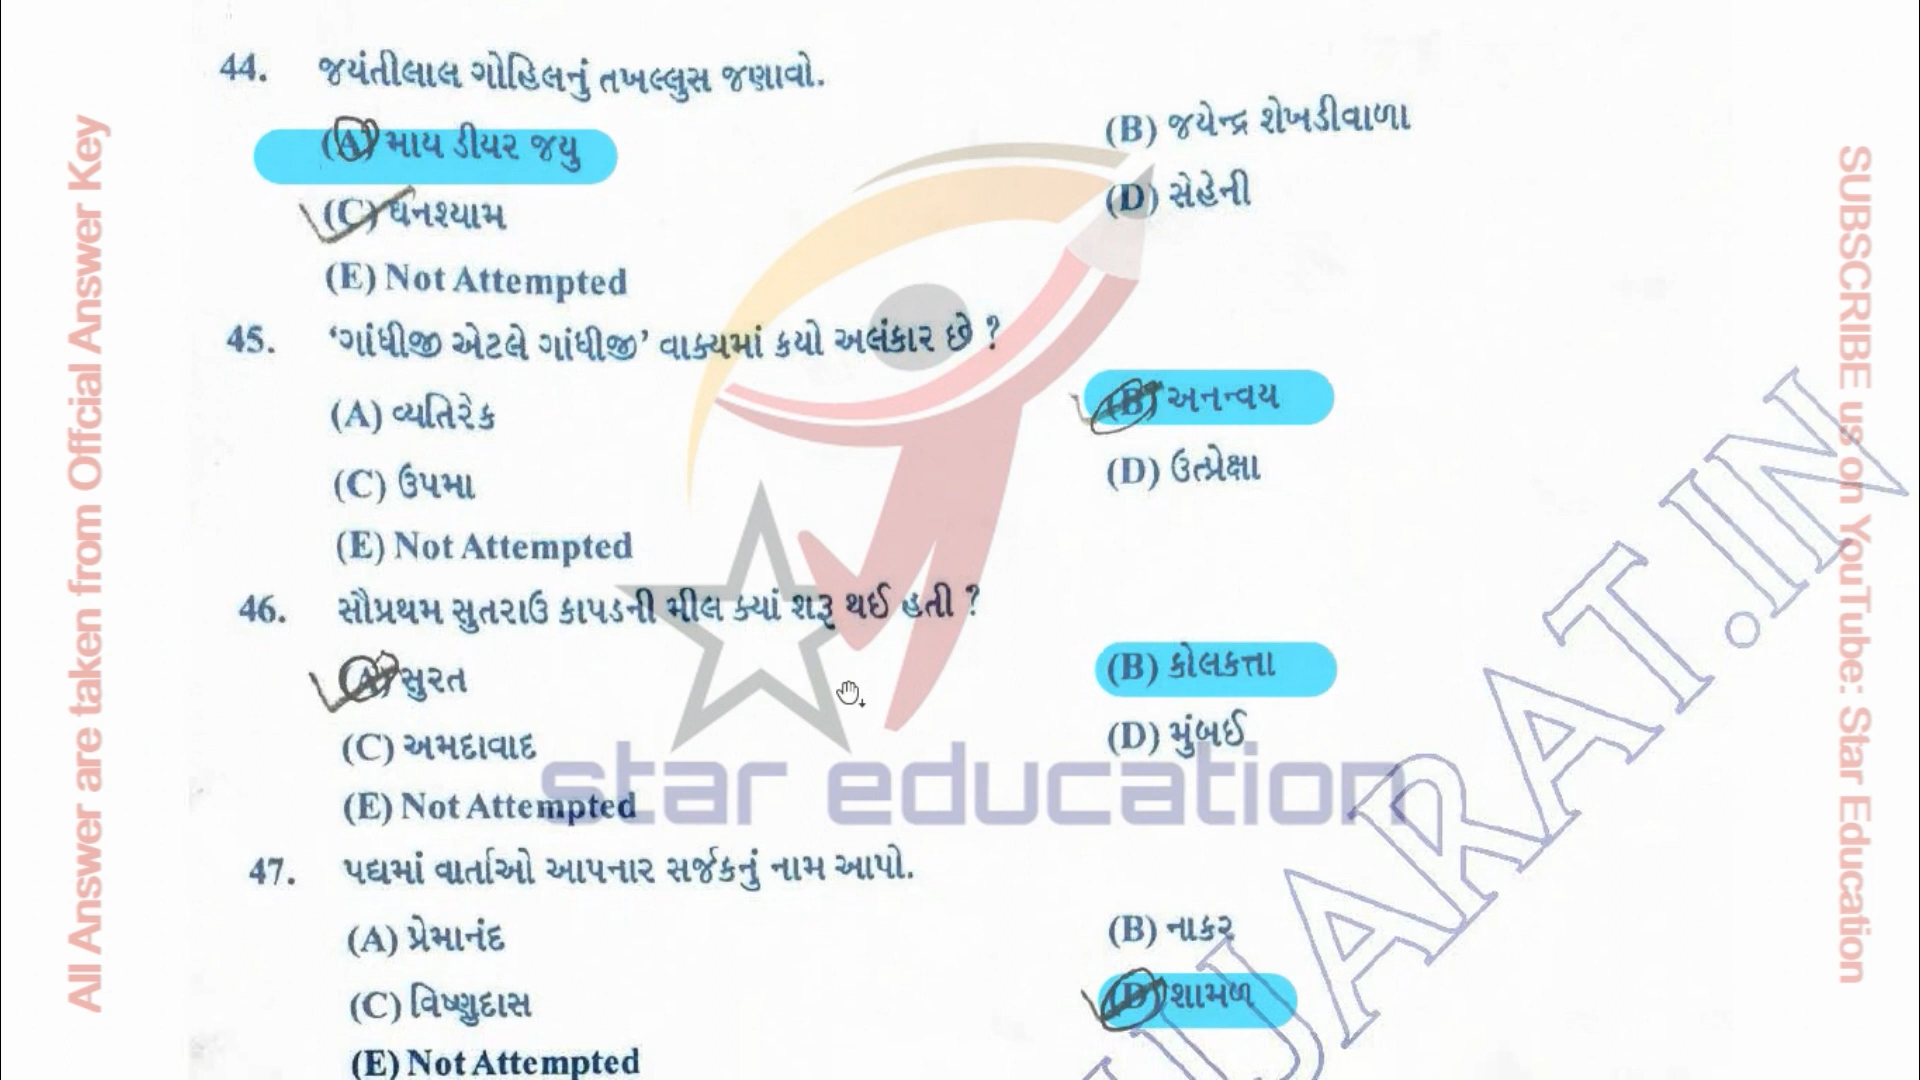 44. જયંતીલાલ ગોહિલનું તખલ્લુસ જણાવો.
(A) માય ડીયર જયુ
(B) જયેન્દ્ર શેખડીવાળા
(C) ઘનશ્યામ
(D) સેહેની
(E) Not Attempted
45. ‘ગાંધીજી એટલે ગાંધીજી’ વાક્યમાં કયો અલંકાર છે ?
(A) વ્યતિરેક
(B) અનન્વય
(C) ઉપમા
(D) ઉત્પ્રેક્ષા
(E) Not Attempted
46. સૌપ્રથમ સુતરાઉ કાપડની મીલ ક્યાં શરૂ થઈ હતી ?
(A) સુરત
(B) કોલકત્તા
(C) અમદાવાદ
(D) મુંબઈ
(E) Not Attempted
47. પદ્યમાં વાર્તાઓ આપનાર સર્જકનું નામ આપો.
(A) પ્રેમાનંદ
(B) નાકર
(C) વિષ્ણુદાસ
(D) શામળ
(E) Not Attempted
star education
UJARAT.IN
All Answer are taken from Offcial Answer Key
SUBSCRIBE us on YouTube: Star Education